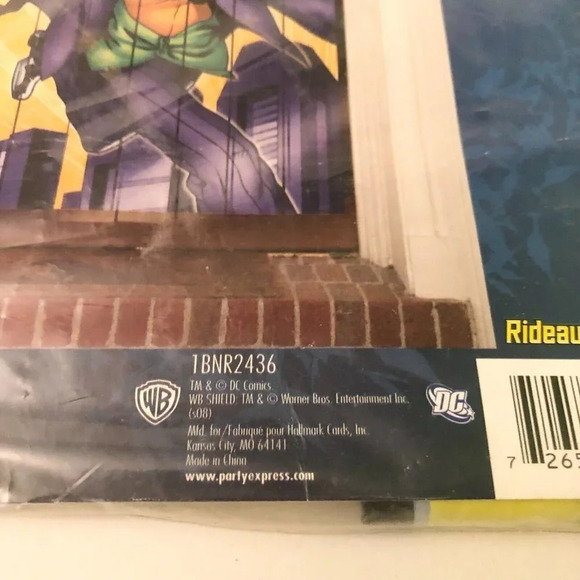 Rideau
1BNR2436
TM & © DC Comics.
WB SHIELD: TM & © Warner Bros. Entertainment Inc.
(s08)
Mfd. for/Fabriqué pour Hallmark Cards, Inc.
Kansas City, MO 64141
Made in China
www.partyexpress.com
WB
DC
7 265